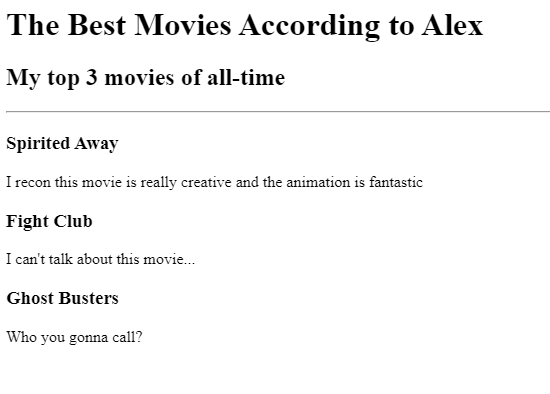 The Best Movies According to Alex
My top 3 movies of all-time
Spirited Away
I recon this movie is really creative and the animation is fantastic
Fight Club
I can't talk about this movie...
Ghost Busters
Who you gonna call?